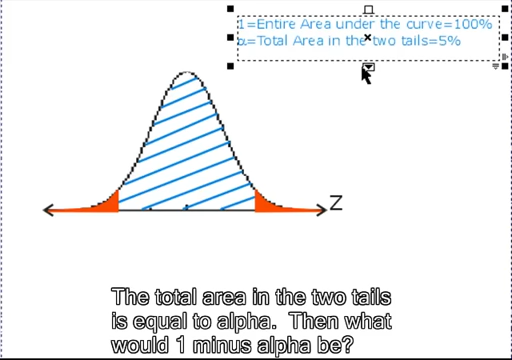 1=Entire Area under the curve=100%
α=Total Area in the two tails=5%
Z
The total area in the two tails
is equal to alpha.  Then what
would 1 minus alpha be?